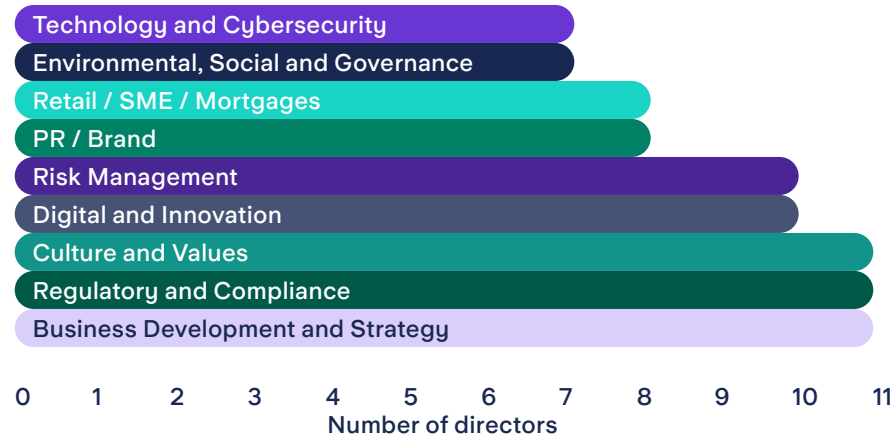 Technology and Cybersecurity
Environmental, Social and Governance
Retail / SME / Mortgages
PR / Brand
Risk Management
Digital and Innovation
Culture and Values
Regulatory and Compliance
Business Development and Strategy
0 1 2 3 4 5 6 7 8 9 10 11
Number of directors